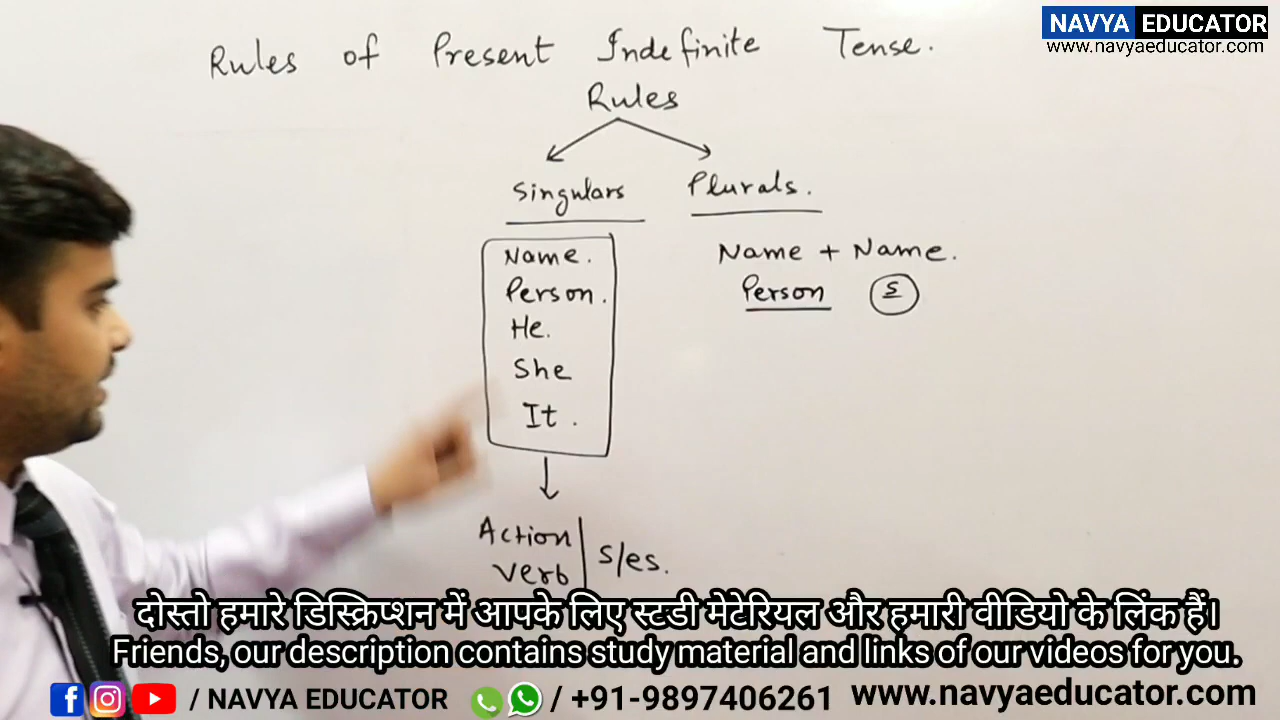 NAVYA EDUCATOR
www.navyaeducator.com
Rules of Present Indefinite Tense.
Rules
Singulars Plurals.
Name. Name + Name.
Person. Person S
He.
She
It.
Action s/es.
Verb
दोस्तो हमारे डिस्क्रिप्शन में आपके लिए स्टडी मेटेरियल और हमारी वीडियो के लिंक हैं।
Friends, our description contains study material and links of our videos for you.
/ NAVYA EDUCATOR / +91-9897406261 www.navyaeducator.com